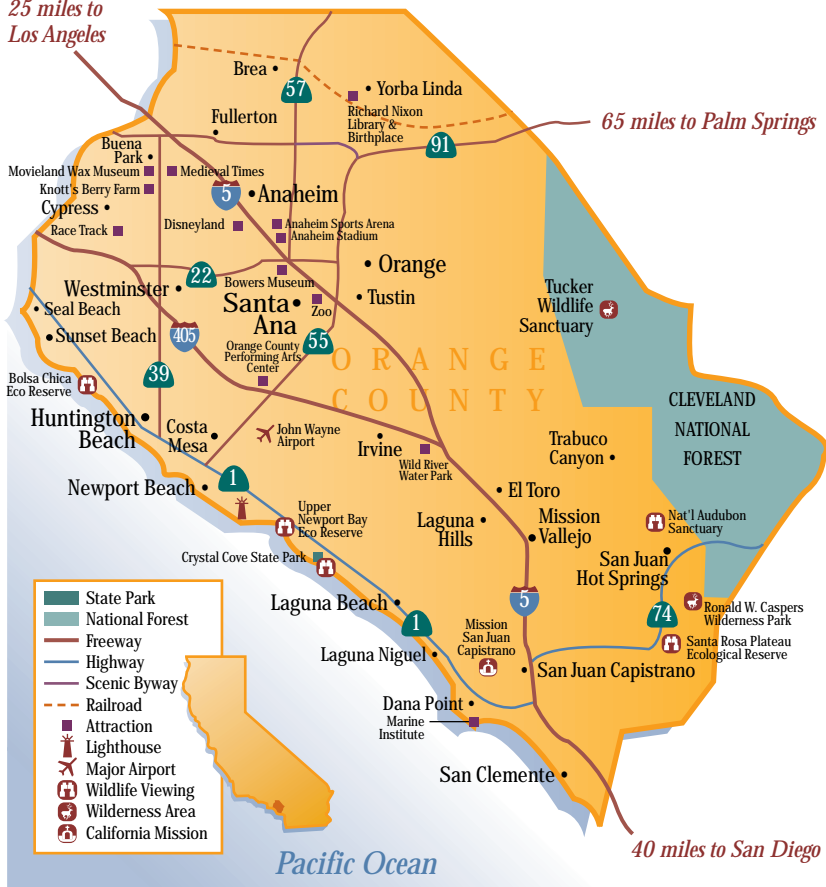 25 miles to
Los Angeles
Brea
57
Yorba Linda
Richard Nixon
Library &
Birthplace
Fullerton
65 miles to Palm Springs
91
Buena
Park
Movieland Wax Museum
Medieval Times
Knott's Berry Farm
5
Anaheim
Cypress
Race Track
Disneyland
Anaheim Sports Arena
Anaheim Stadium
Orange
22
Bowers Museum
Westminster
Santa
Ana
Zoo
Tustin
Tucker
Wildlife
Sanctuary
Seal Beach
Sunset Beach
405
55
Orange County
Performing Arts
Center
ORANGE
COUNTY
39
Bolsa Chica
Eco Reserve
CLEVELAND
NATIONAL
FOREST
Huntington
Beach
Costa
Mesa
John Wayne
Airport
Irvine
Wild River
Water Park
Trabuco
Canyon
1
Newport Beach
El Toro
Upper
Newport Bay
Eco Reserve
Laguna
Hills
Mission
Vallejo
Nat'l Audubon
Sanctuary
Crystal Cove State Park
San Juan
Hot Springs
5
74
Ronald W. Caspers
Wilderness Park
Laguna Beach
1
Mission
San Juan
Capistrano
Santa Rosa Plateau
Ecological Reserve
Laguna Niguel
San Juan Capistrano
Dana Point
Marine
Institute
San Clemente
40 miles to San Diego
State Park
National Forest
Freeway
Highway
Scenic Byway
Railroad
Attraction
Lighthouse
Major Airport
Wildlife Viewing
Wilderness Area
California Mission
Pacific Ocean